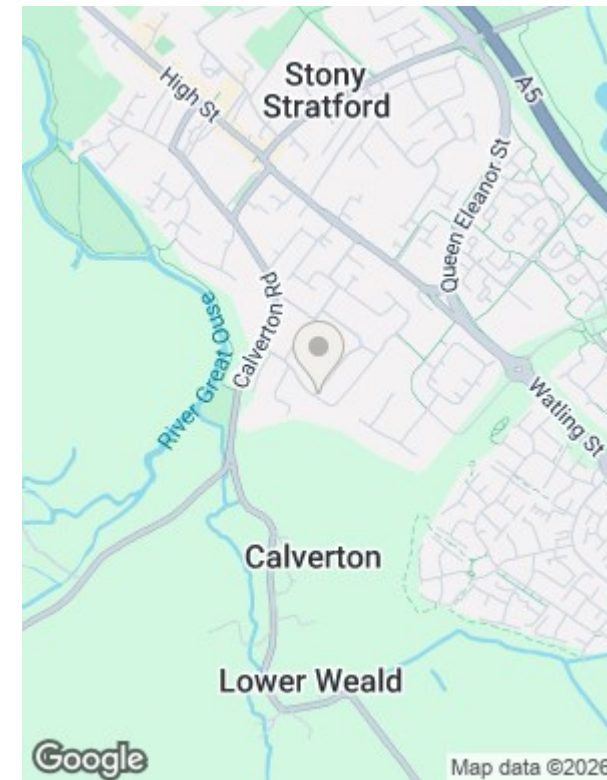 High St
Stony
Stratford
A5
Queen Eleanor St
Calverton Rd
River Great Ouse
Watling St
Calverton
Lower Weald
Google
Map data ©2026